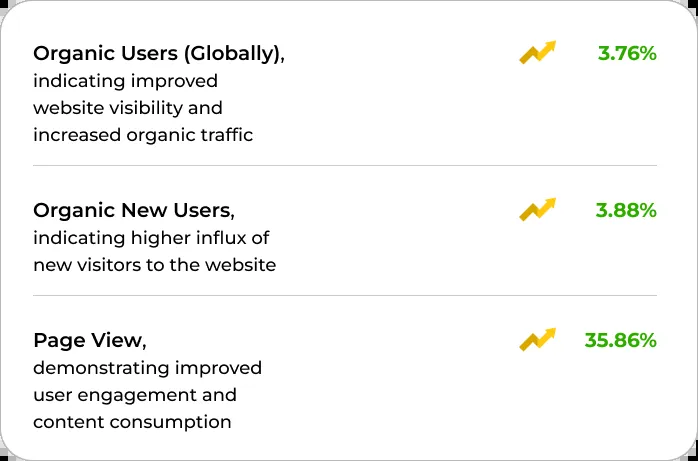 Organic Users (Globally),
indicating improved
website visibility and
increased organic traffic
3.76%
Organic New Users,
indicating higher influx of
new visitors to the website
3.88%
Page View,
demonstrating improved
user engagement and
content consumption
35.86%